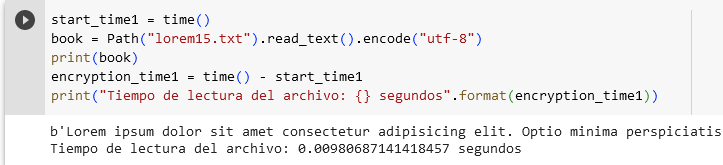 start_time1 = time()
book = Path("lorem15.txt").read_text().encode("utf-8")
print(book)
encryption_time1 = time() - start_time1
print("Tiempo de lectura del archivo: {} segundos".format(encryption_time1))
b'Lorem ipsum dolor sit amet consectetur adipisicing elit. Optio minima perspiciatis
Tiempo de lectura del archivo: 0.00980687141418457 segundos